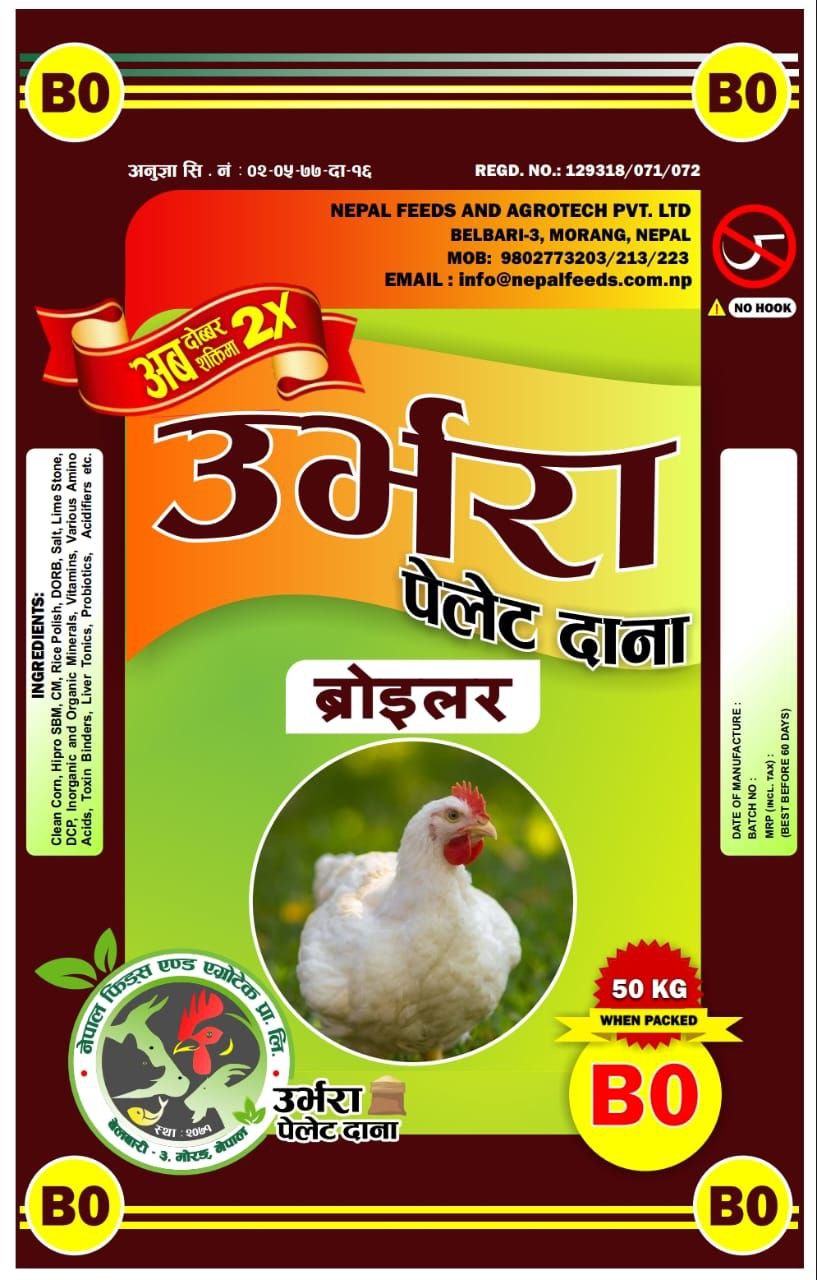 B0
B0
अनुज्ञा सि . नं : ०२-०५-७७-दा-१६
REGD. NO.: 129318/071/072
NEPAL FEEDS AND AGROTECH PVT. LTD
BELBARI-3, MORANG, NEPAL
MOB: 9802773203/213/223
EMAIL : info@nepalfeeds.com.np
NO HOOK
अब दोब्बर
शक्तिमा 2X
उर्भरा
पेलेट दाना
ब्रोइलर
INGREDIENTS:
Clean Corn, Hipro SBM, CM, Rice Polish, DORB, Salt, Lime Stone,
DCP, Inorganic and Organic Minerals, Vitamins, Various Amino
Acids, Toxin Binders, Liver Tonics, Probiotics, Acidifiers etc.
DATE OF MANUFACTURE :
BATCH NO :
MRP (INCL. TAX) :
(BEST BEFORE 60 DAYS)
नेपाल फिड्स एण्ड एग्रोटेक प्रा. लि.
स्था : २०७१
बेलबारी - ३, मोरङ, नेपाल
उर्भरा
पेलेट दाना
50 KG
WHEN PACKED
B0
B0
B0